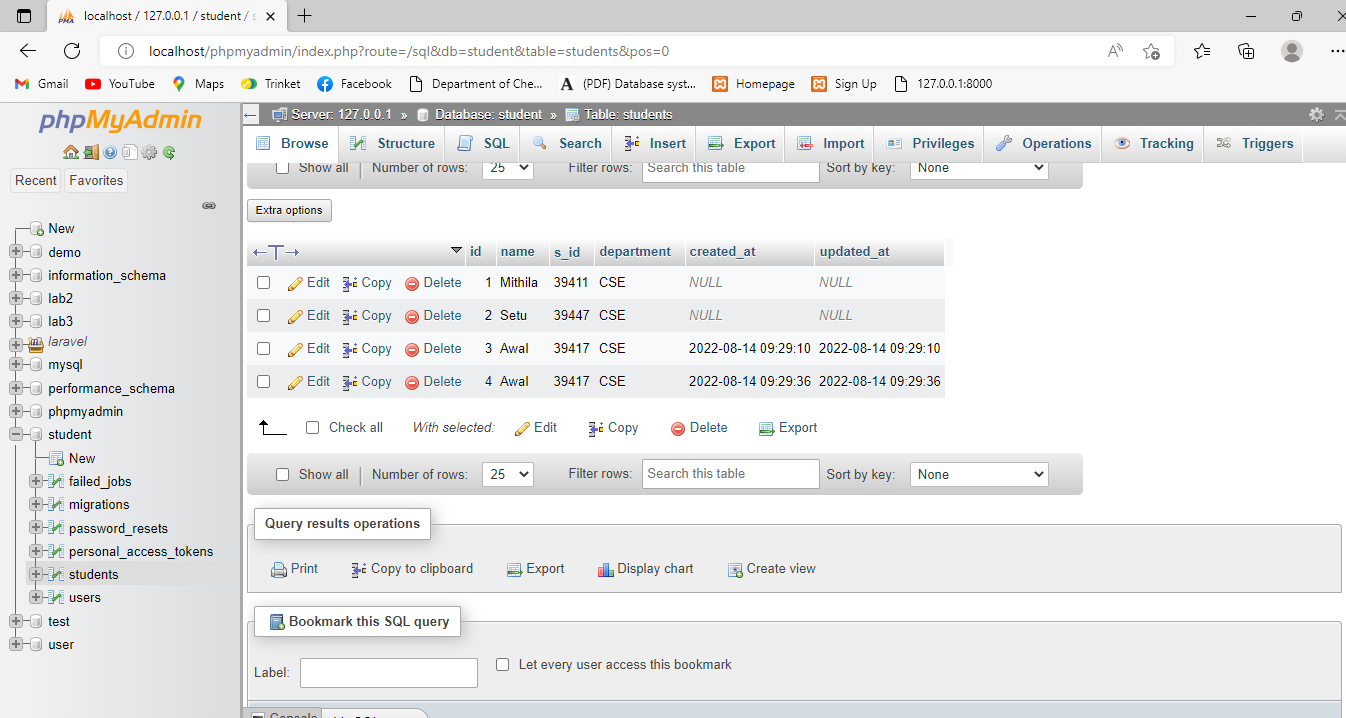 localhost / 127.0.0.1 / student / s
localhost/phpmyadmin/index.php?route=/sql&db=student&table=students&pos=0
Gmail YouTube Maps Trinket Facebook Department of Che... (PDF) Database syst... Homepage Sign Up 127.0.0.1:8000
phpMyAdmin
Recent Favorites
New
demo
information_schema
lab2
lab3
laravel
mysql
performance_schema
phpmyadmin
student
New
failed_jobs
migrations
password_resets
personal_access_tokens
students
users
test
user
Server: 127.0.0.1 » Database: student » Table: students
Browse Structure SQL Search Insert Export Import Privileges Operations Tracking Triggers
Show all Number of rows: 25 Filter rows: Search this table Sort by key: None
Extra options
id name s_id department created_at updated_at
Edit Copy Delete 1 Mithila 39411 CSE NULL NULL
Edit Copy Delete 2 Setu 39447 CSE NULL NULL
Edit Copy Delete 3 Awal 39417 CSE 2022-08-14 09:29:10 2022-08-14 09:29:10
Edit Copy Delete 4 Awal 39417 CSE 2022-08-14 09:29:36 2022-08-14 09:29:36
Check all With selected: Edit Copy Delete Export
Show all Number of rows: 25 Filter rows: Search this table Sort by key: None
Query results operations
Print Copy to clipboard Export Display chart Create view
Bookmark this SQL query
Label: Let every user access this bookmark
Console